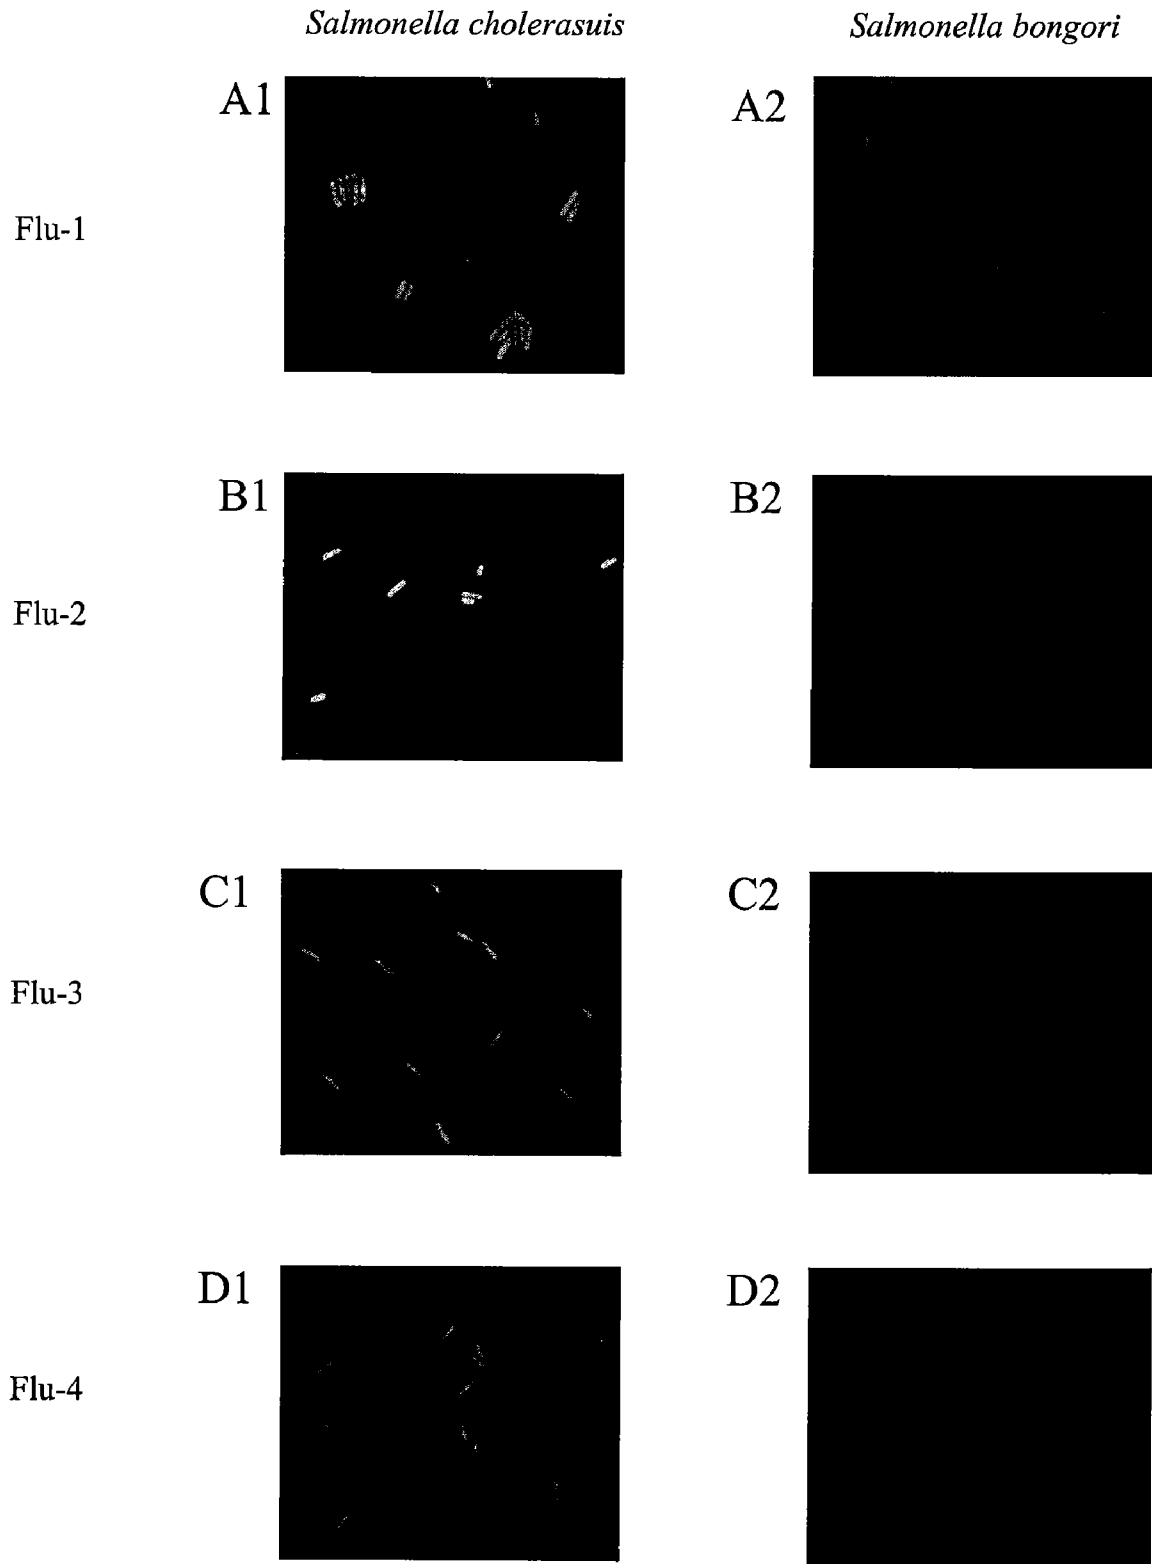 Salmonella cholerasuis Salmonella bongori
A1 A2
Flu-1
B1 B2
Flu-2
C1 C2
Flu-3
D1 D2
Flu-4